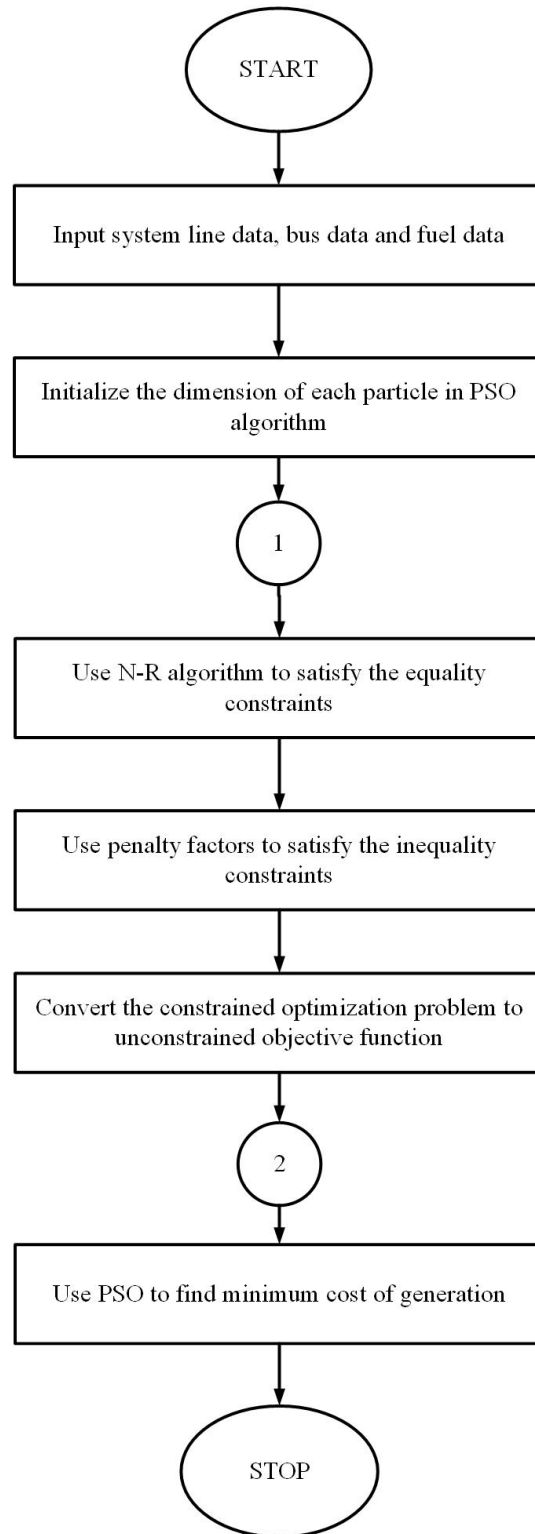 START
Input system line data, bus data and fuel data
Initialize the dimension of each particle in PSO
algorithm
1
Use N-R algorithm to satisfy the equality
constraints
Use penalty factors to satisfy the inequality
constraints
Convert the constrained optimization problem to
unconstrained objective function
2
Use PSO to find minimum cost of generation
STOP